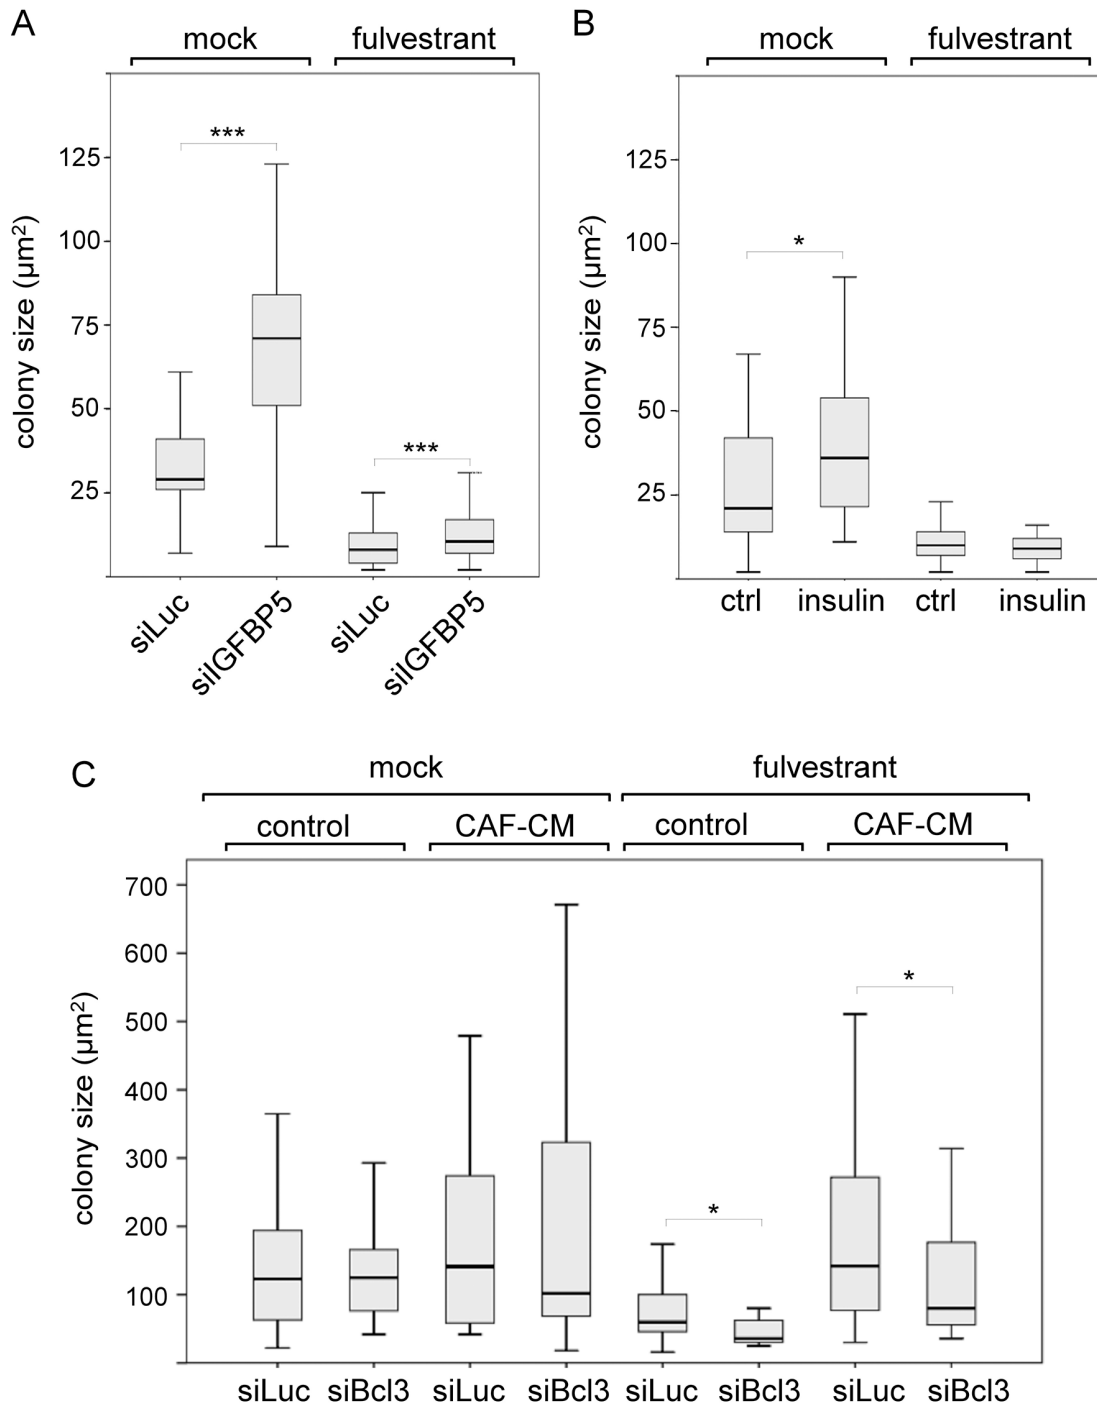 A
mock fulvestrant
***
125
100
75
50
25
***
colony size (µm²)
siLuc siIGFBP5 siLuc siIGFBP5
B
mock fulvestrant
125
100
75
50
25
*
colony size (µm²)
ctrl insulin ctrl insulin
C
mock fulvestrant
control CAF-CM control CAF-CM
700
600
500
400
300
200
100
*
*
colony size (µm²)
siLuc siBcl3 siLuc siBcl3 siLuc siBcl3 siLuc siBcl3